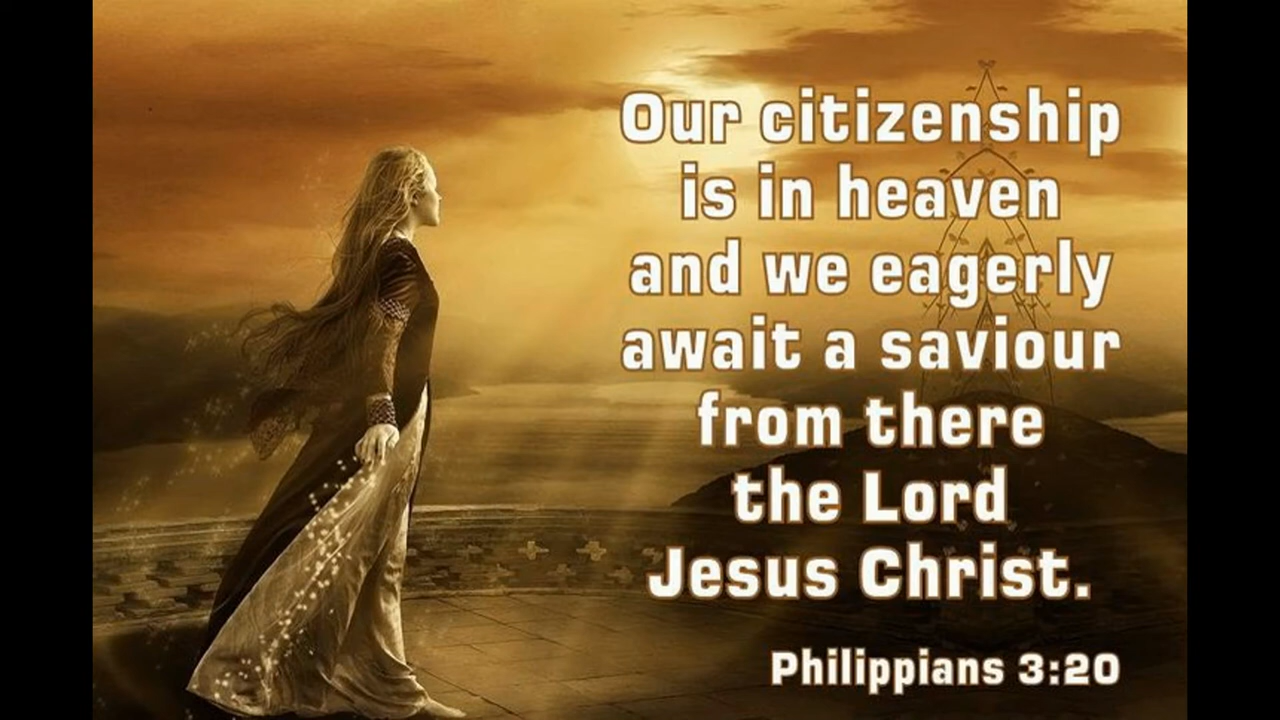 Our citizenship
is in heaven
and we eagerly
await a saviour
from there
the Lord
Jesus Christ.
Philippians 3:20